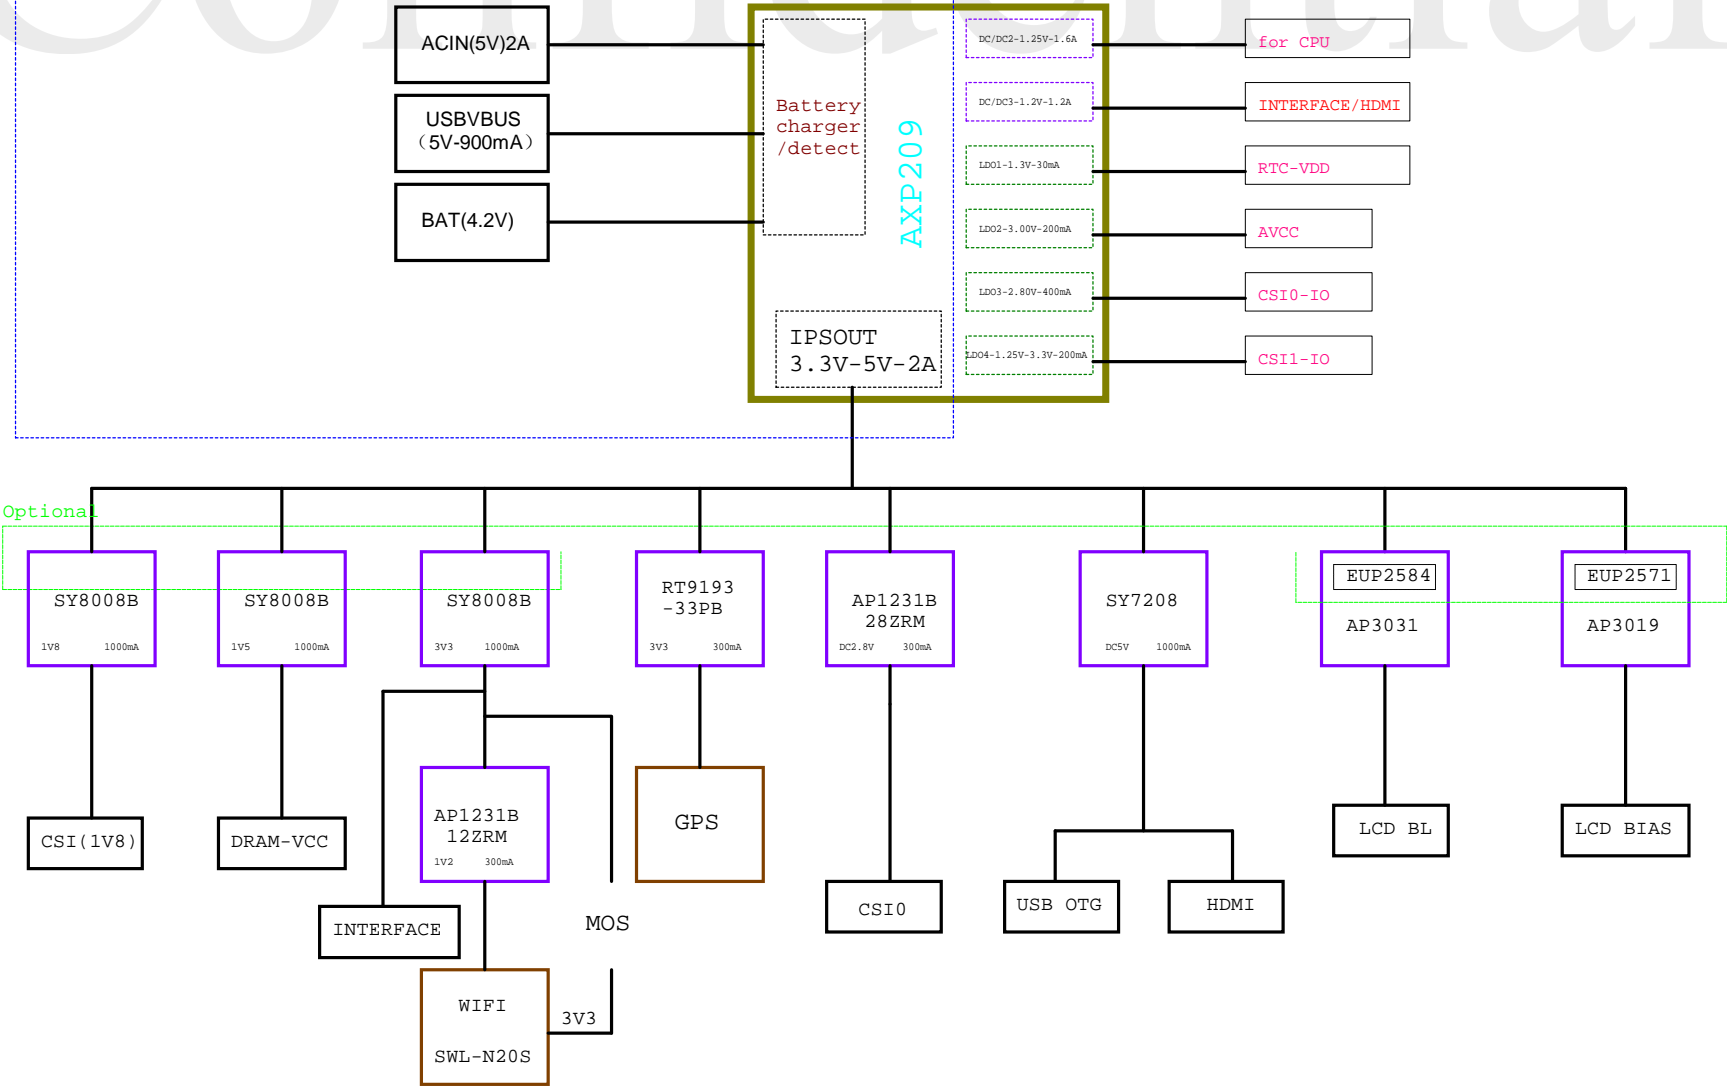 Confidential
ACIN(5V)2A
USBVBUS
（5V-900mA）
BAT(4.2V)
Battery
charger
/detect
AXP209
IPSOUT
3.3V-5V-2A
DC/DC2-1.25V-1.6A
for CPU
DC/DC3-1.2V-1.2A
INTERFACE/HDMI
LDO1-1.3V-30mA
RTC-VDD
LDO2-3.00V-200mA
AVCC
LDO3-2.80V-400mA
CSI0-IO
LDO4-1.25V-3.3V-200mA
CSI1-IO
Optional
SY8008B
1V8 1000mA
SY8008B
1V5 1000mA
SY8008B
3V3 1000mA
RT9193
-33PB
3V3 300mA
AP1231B
28ZRM
DC2.8V 300mA
SY7208
DC5V 1000mA
EUP2584
AP3031
EUP2571
AP3019
CSI(1V8)
DRAM-VCC
AP1231B
12ZRM
1V2 300mA
GPS
LCD BL
LCD BIAS
INTERFACE
MOS
CSI0
USB OTG
HDMI
WIFI
SWL-N20S
3V3